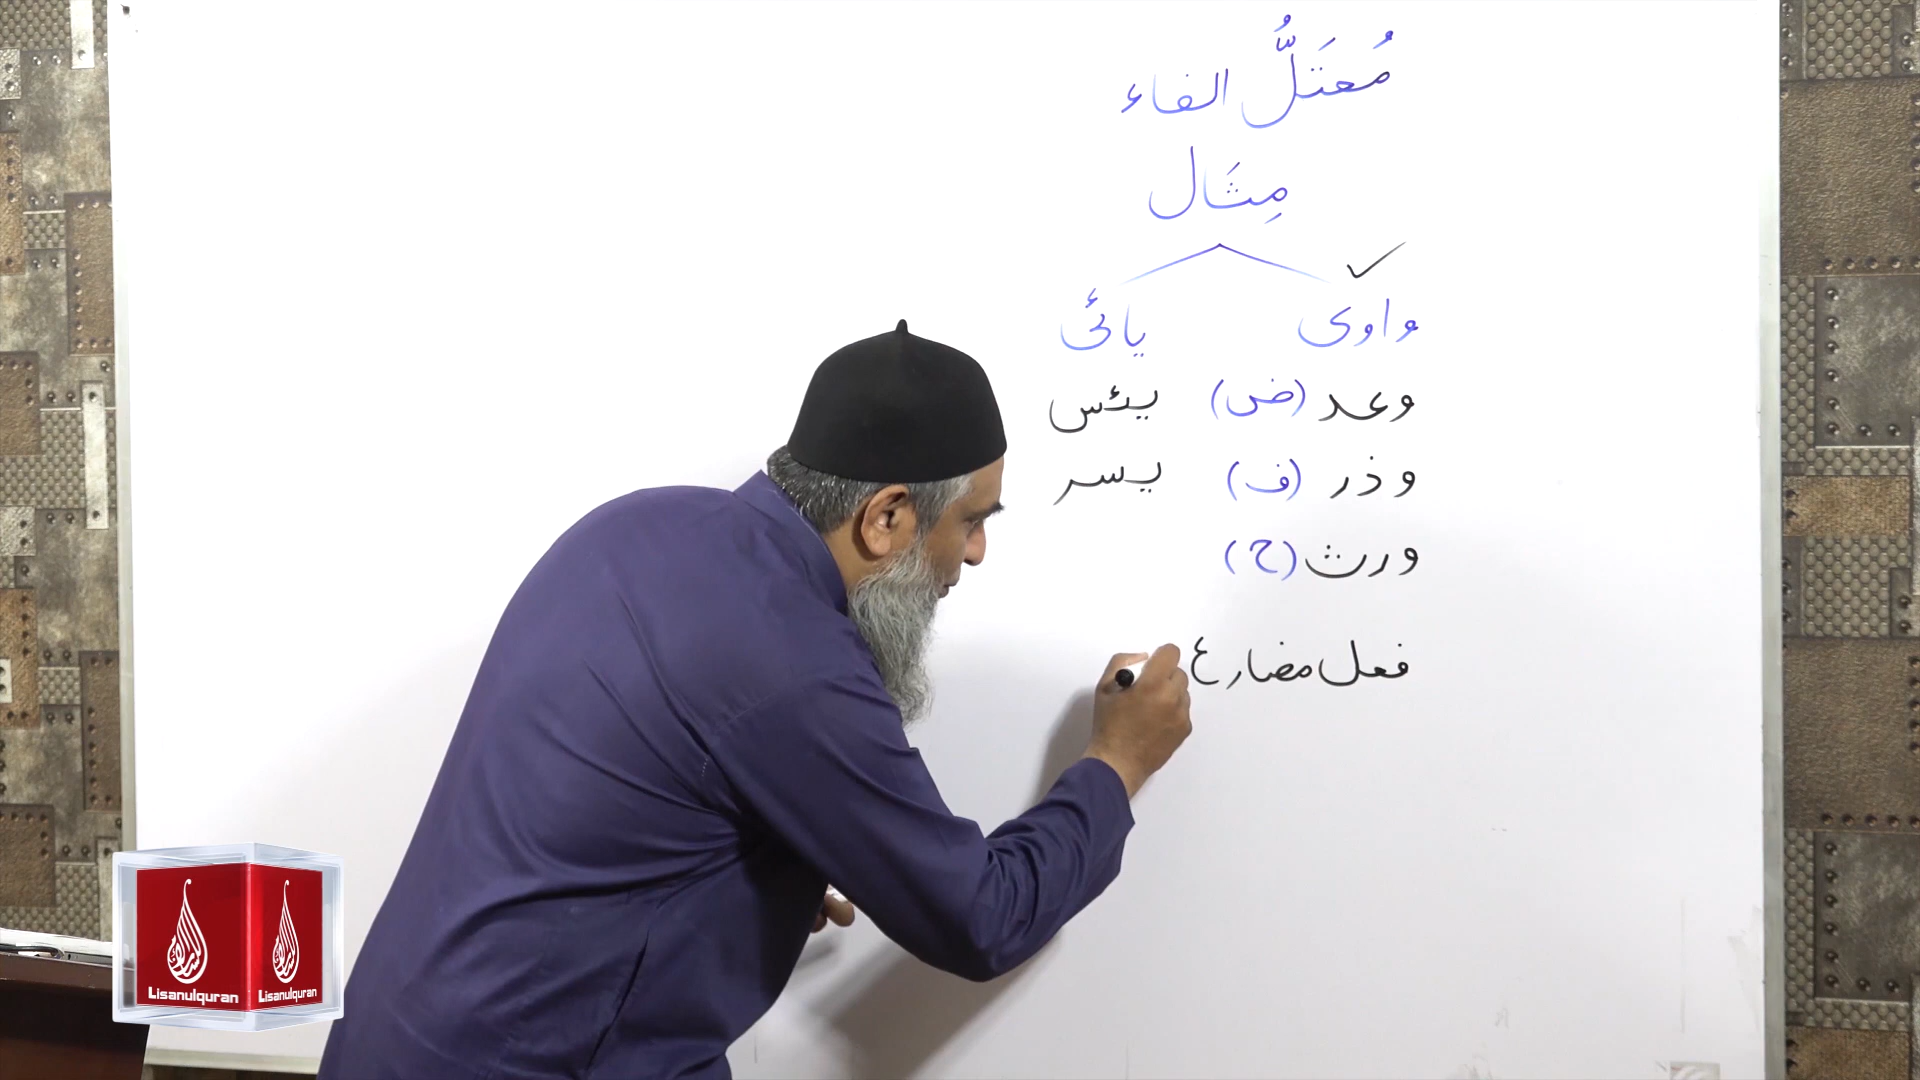 مُعتَلُّ الفاء
مِثَال
واوی یائی
وعد (ض) یئس
وذر (ف) یسر
ورث (ح)
فعل مضارع
Lisanulquran Lisanulquran